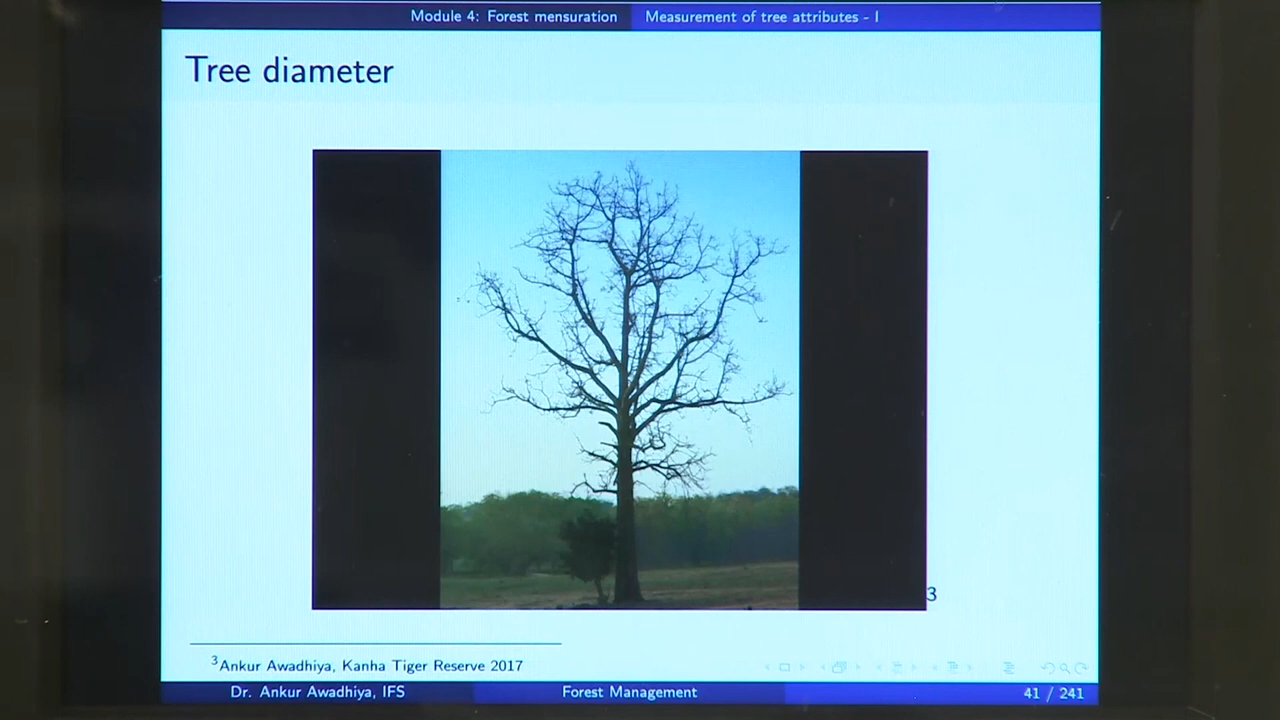 Module 4: Forest mensuration Measurement of tree attributes - I
Tree diameter
3
3Ankur Awadhiya, Kanha Tiger Reserve 2017
Dr. Ankur Awadhiya, IFS Forest Management 41 / 241